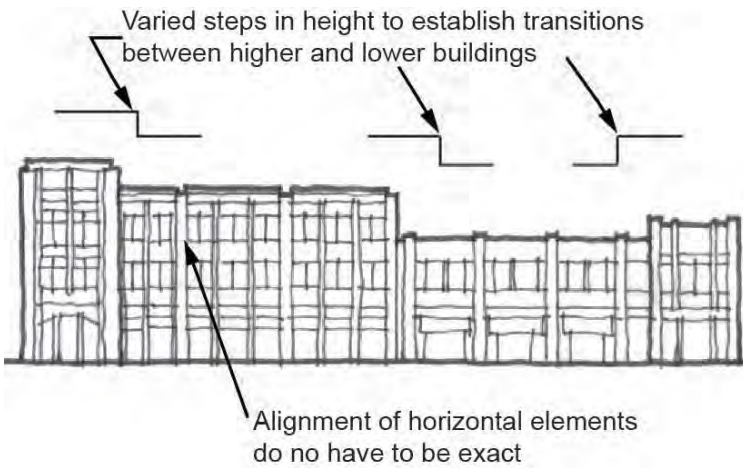 Varied steps in height to establish transitions
between higher and lower buildings
Alignment of horizontal elements
do no have to be exact